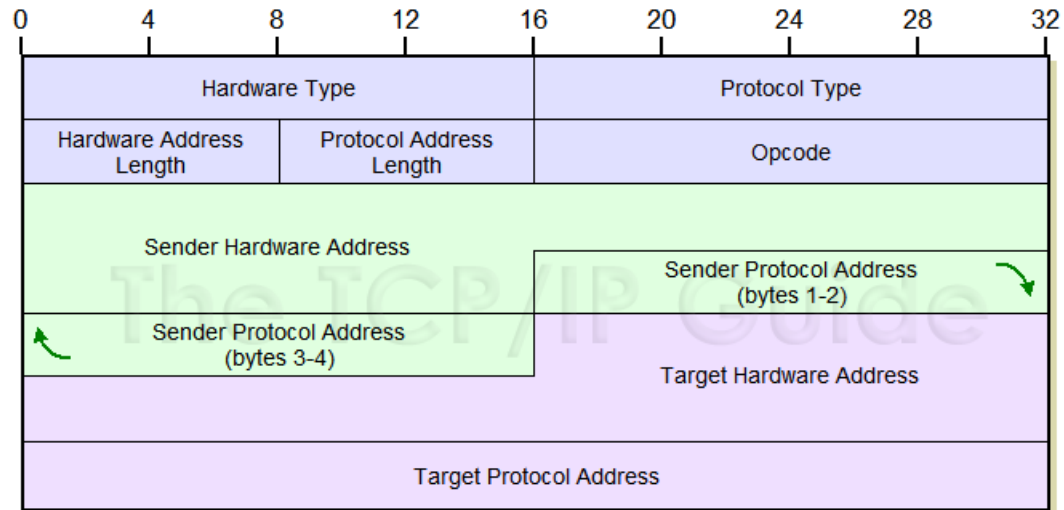 0 4 8 12 16 20 24 28 32
Hardware Type
Protocol Type
Hardware Address
Length
Protocol Address
Length
Opcode
Sender Hardware Address
Sender Protocol Address
(bytes 1-2)
The TCP/IP Guide
Sender Protocol Address
(bytes 3-4)
Target Hardware Address
Target Protocol Address